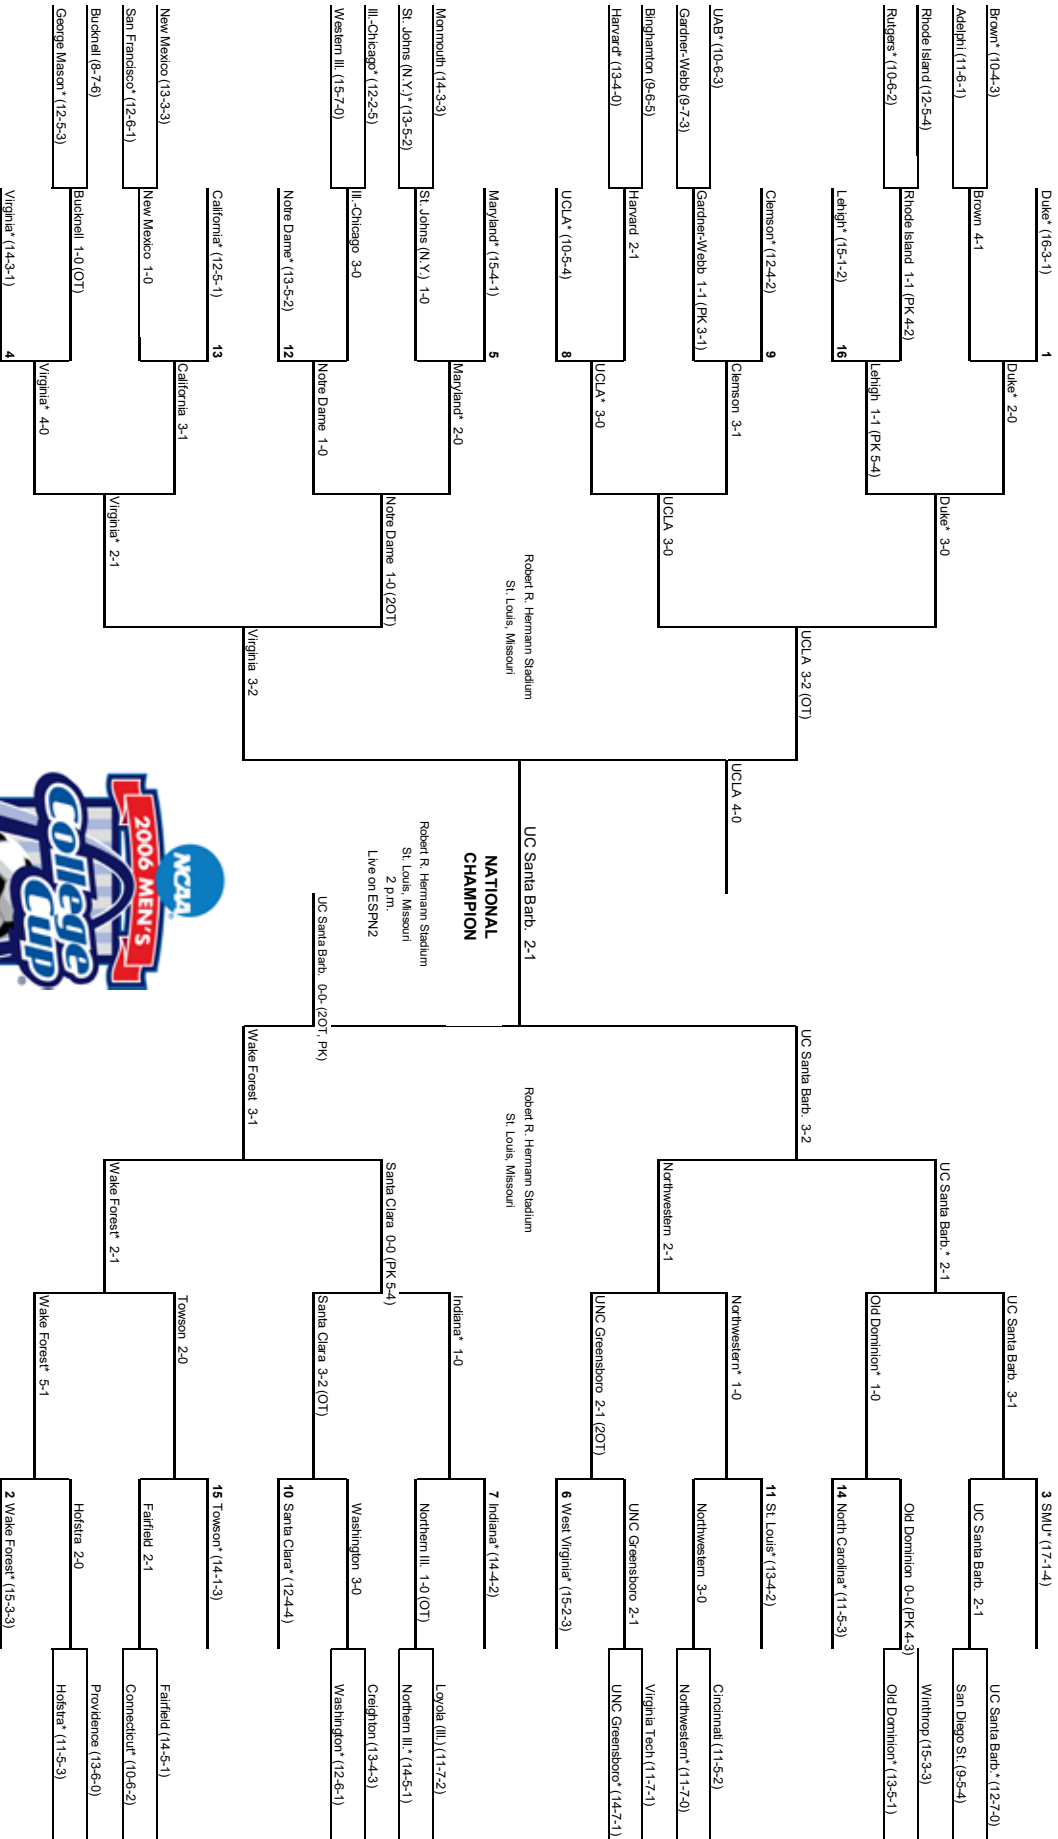 Duke* (16-3-1)
1
Brown* (10-4-3)
Adelphi (11-6-1)
Brown 4-1
Duke* 2-0
Rhode Island (12-5-4)
Rutgers* (10-6-2)
Rhode Island 1-1 (PK 4-2)
Lehigh* (15-1-2)
16
Lehigh 1-1 (PK 5-4)
Duke* 3-0
Clemson* (12-4-2)
9
UAB* (10-6-3)
Gardner-Webb (9-7-3)
Gardner-Webb 1-1 (PK 3-1)
Clemson 3-1
Binghamton (9-6-5)
Harvard* (13-4-0)
Harvard 2-1
UCLA* (10-5-4)
8
UCLA* 3-0
UCLA 3-0
UCLA 3-2 (OT)
Maryland* (15-4-1)
5
Monmouth (14-3-3)
St. Johns (N.Y.)* (13-5-2)
St. Johns (N.Y.) 1-0
Maryland* 2-0
Ill.-Chicago* (12-2-5)
Western Ill. (15-7-0)
Ill.-Chicago 3-0
Notre Dame* (13-5-2)
12
Notre Dame 1-0
Notre Dame 1-0 (2OT)
California* (12-5-1)
13
New Mexico (13-3-3)
San Francisco* (12-6-1)
New Mexico 1-0
California 3-1
Bucknell (8-7-6)
George Mason* (12-5-3)
Bucknell 1-0 (OT)
Virginia* (14-3-1)
4
Virginia* 4-0
Virginia* 2-1
Virginia 3-2
Robert R. Hermann Stadium
St. Louis, Missouri
UCLA 4-0
UC Santa Barb. 2-1
NATIONAL
CHAMPION
Robert R. Hermann Stadium
St. Louis, Missouri
2 p.m.
Live on ESPN2
UC Santa Barb. 0-0- (2OT, PK)
NCAA
2006 MEN'S
College
Cup
Robert R. Hermann Stadium
St. Louis, Missouri
UC Santa Barb. 3-2
UC Santa Barb.* 2-1
UC Santa Barb. 3-1
3 SMU* (17-1-4)
UC Santa Barb. 2-1
UC Santa Barb.* (12-7-0)
San Diego St. (9-5-4)
Old Dominion* 1-0
Old Dominion 0-0 (PK 4-3)
Winthrop (15-3-3)
Old Dominion* (13-5-1)
14 North Carolina* (11-5-3)
Northwestern 2-1
Northwestern* 1-0
11 St. Louis* (13-4-2)
Northwestern 3-0
Cincinnati (11-5-2)
Northwestern* (11-7-0)
UNC Greensboro 2-1 (2OT)
UNC Greensboro 2-1
Virginia Tech (11-7-1)
UNC Greensboro* (14-7-1)
6 West Virginia* (15-2-3)
Wake Forest 3-1
Santa Clara 0-0 (PK 5-4)
Indiana* 1-0
7 Indiana* (14-4-2)
Northern Ill. 1-0 (OT)
Loyola (Ill.) (11-7-2)
Northern Ill.* (14-5-1)
Santa Clara 3-2 (OT)
Washington 3-0
Creighton (13-4-3)
Washington* (12-6-1)
10 Santa Clara* (12-4-4)
Wake Forest* 2-1
Towson 2-0
15 Towson* (14-1-3)
Fairfield 2-1
Fairfield (14-5-1)
Connecticut* (10-6-2)
Wake Forest* 5-1
Hofstra 2-0
Providence (13-6-0)
Hofstra* (11-5-3)
2 Wake Forest* (15-3-3)